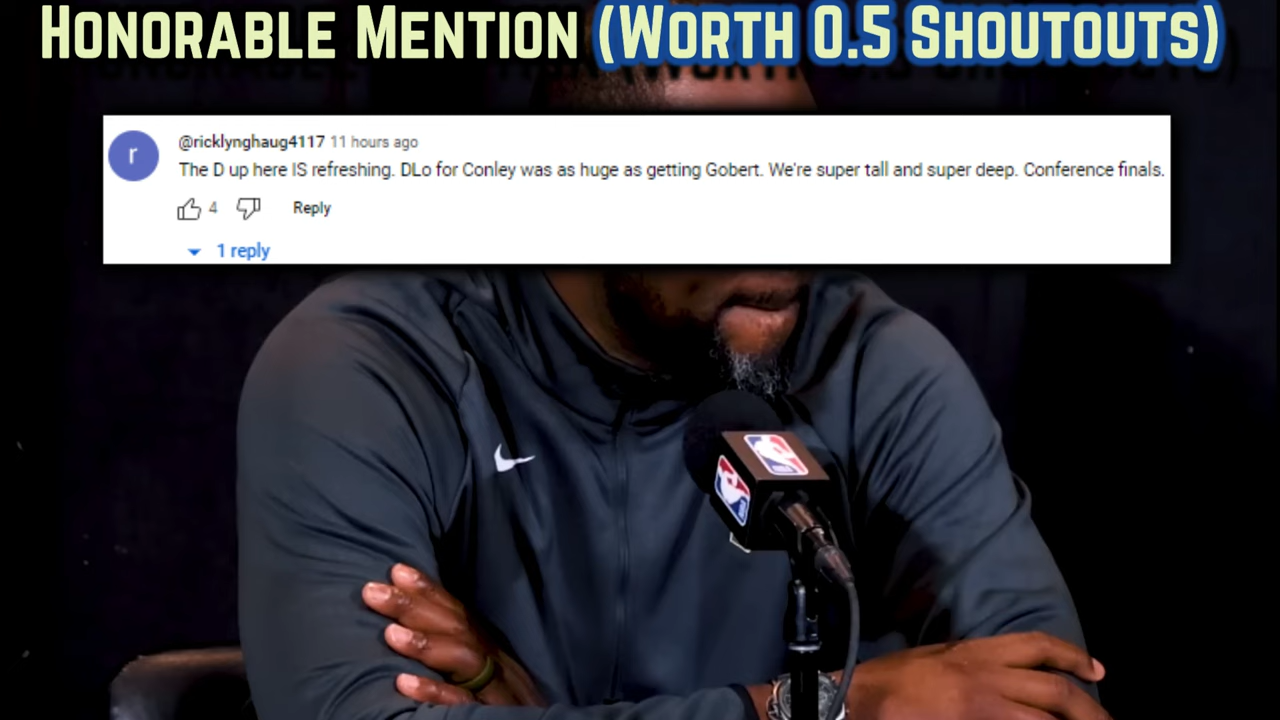 Honorable Mention (Worth 0.5 Shoutouts)
r
@ricklynghaug4117 11 hours ago
The D up here IS refreshing. DLo for Conley was as huge as getting Gobert. We're super tall and super deep. Conference finals.
4 Reply
1 reply
NBA